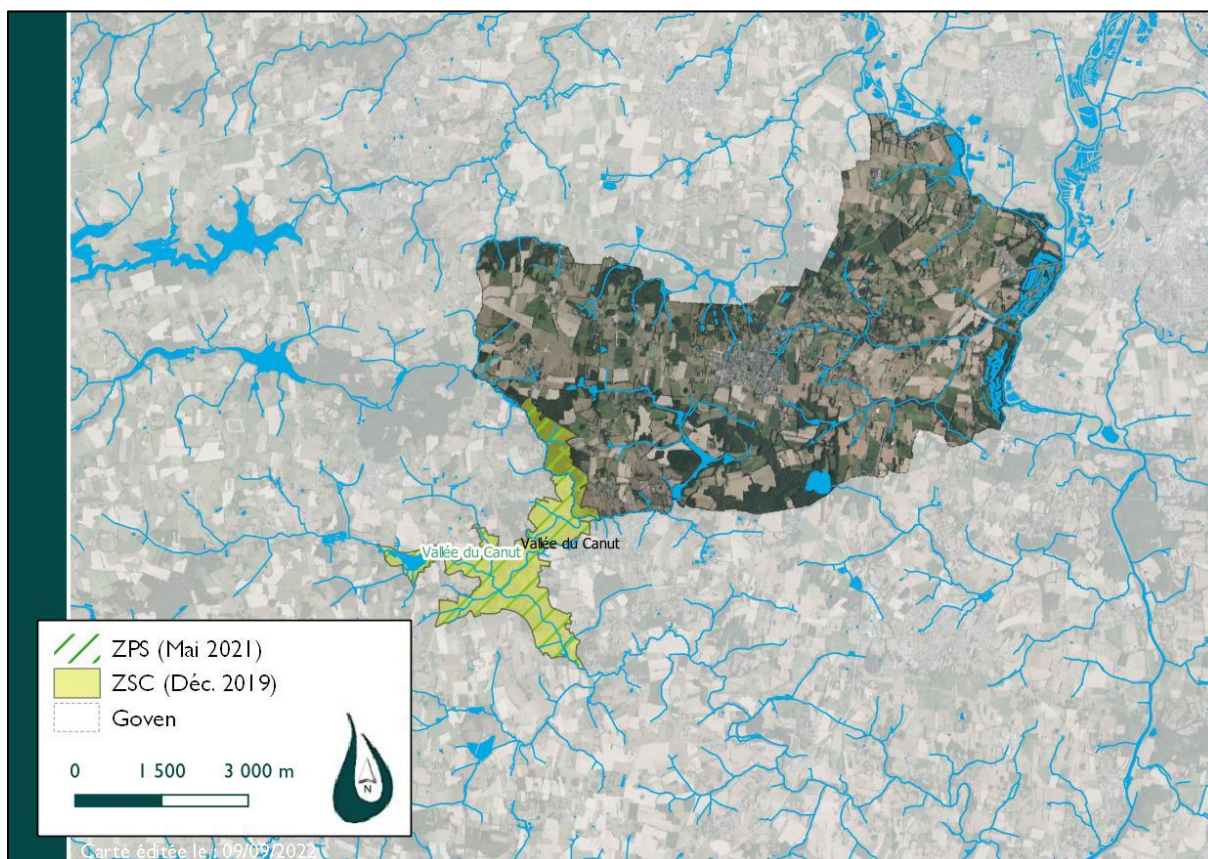 Vallée du Canut
Vallée du Canut
ZPS (Mai 2021)
ZSC (Déc. 2019)
Goven
0 1 500 3 000 m
N
Carte éditée le : 09/09/2022